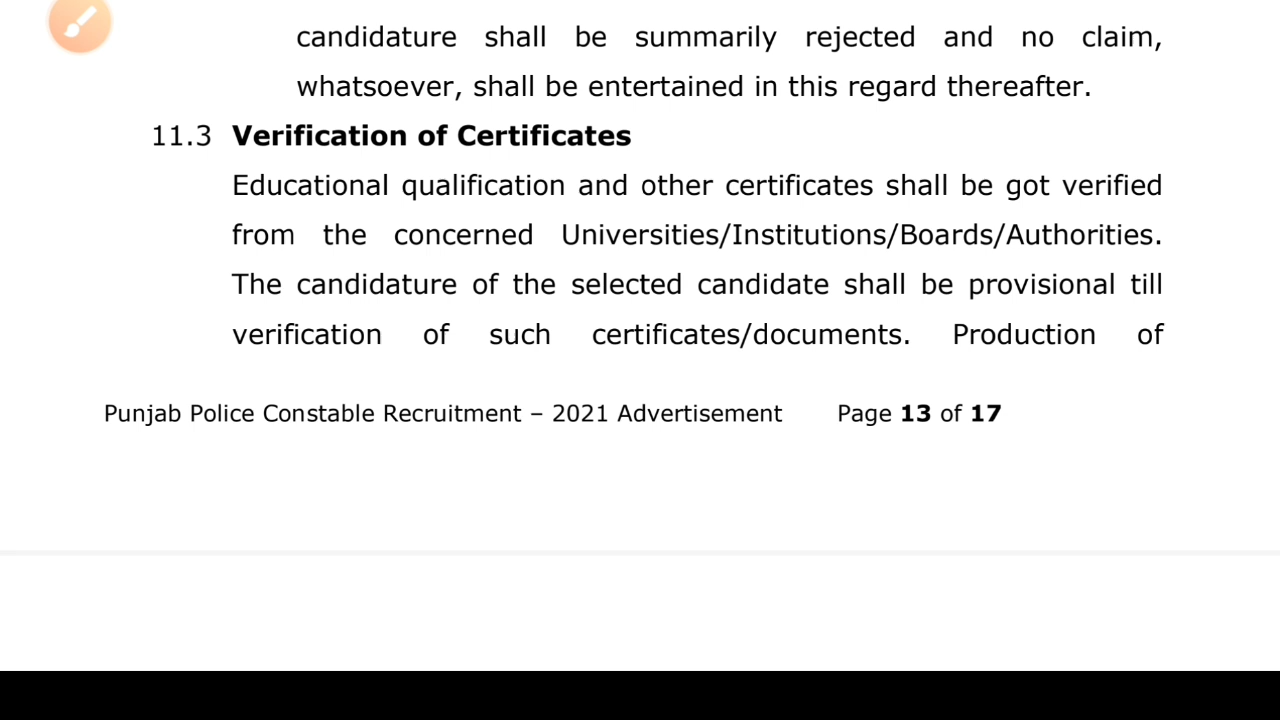 candidature shall be summarily rejected and no claim,
whatsoever, shall be entertained in this regard thereafter.
11.3 Verification of Certificates
Educational qualification and other certificates shall be got verified
from the concerned Universities/Institutions/Boards/Authorities.
The candidature of the selected candidate shall be provisional till
verification of such certificates/documents. Production of
Punjab Police Constable Recruitment – 2021 Advertisement Page 13 of 17